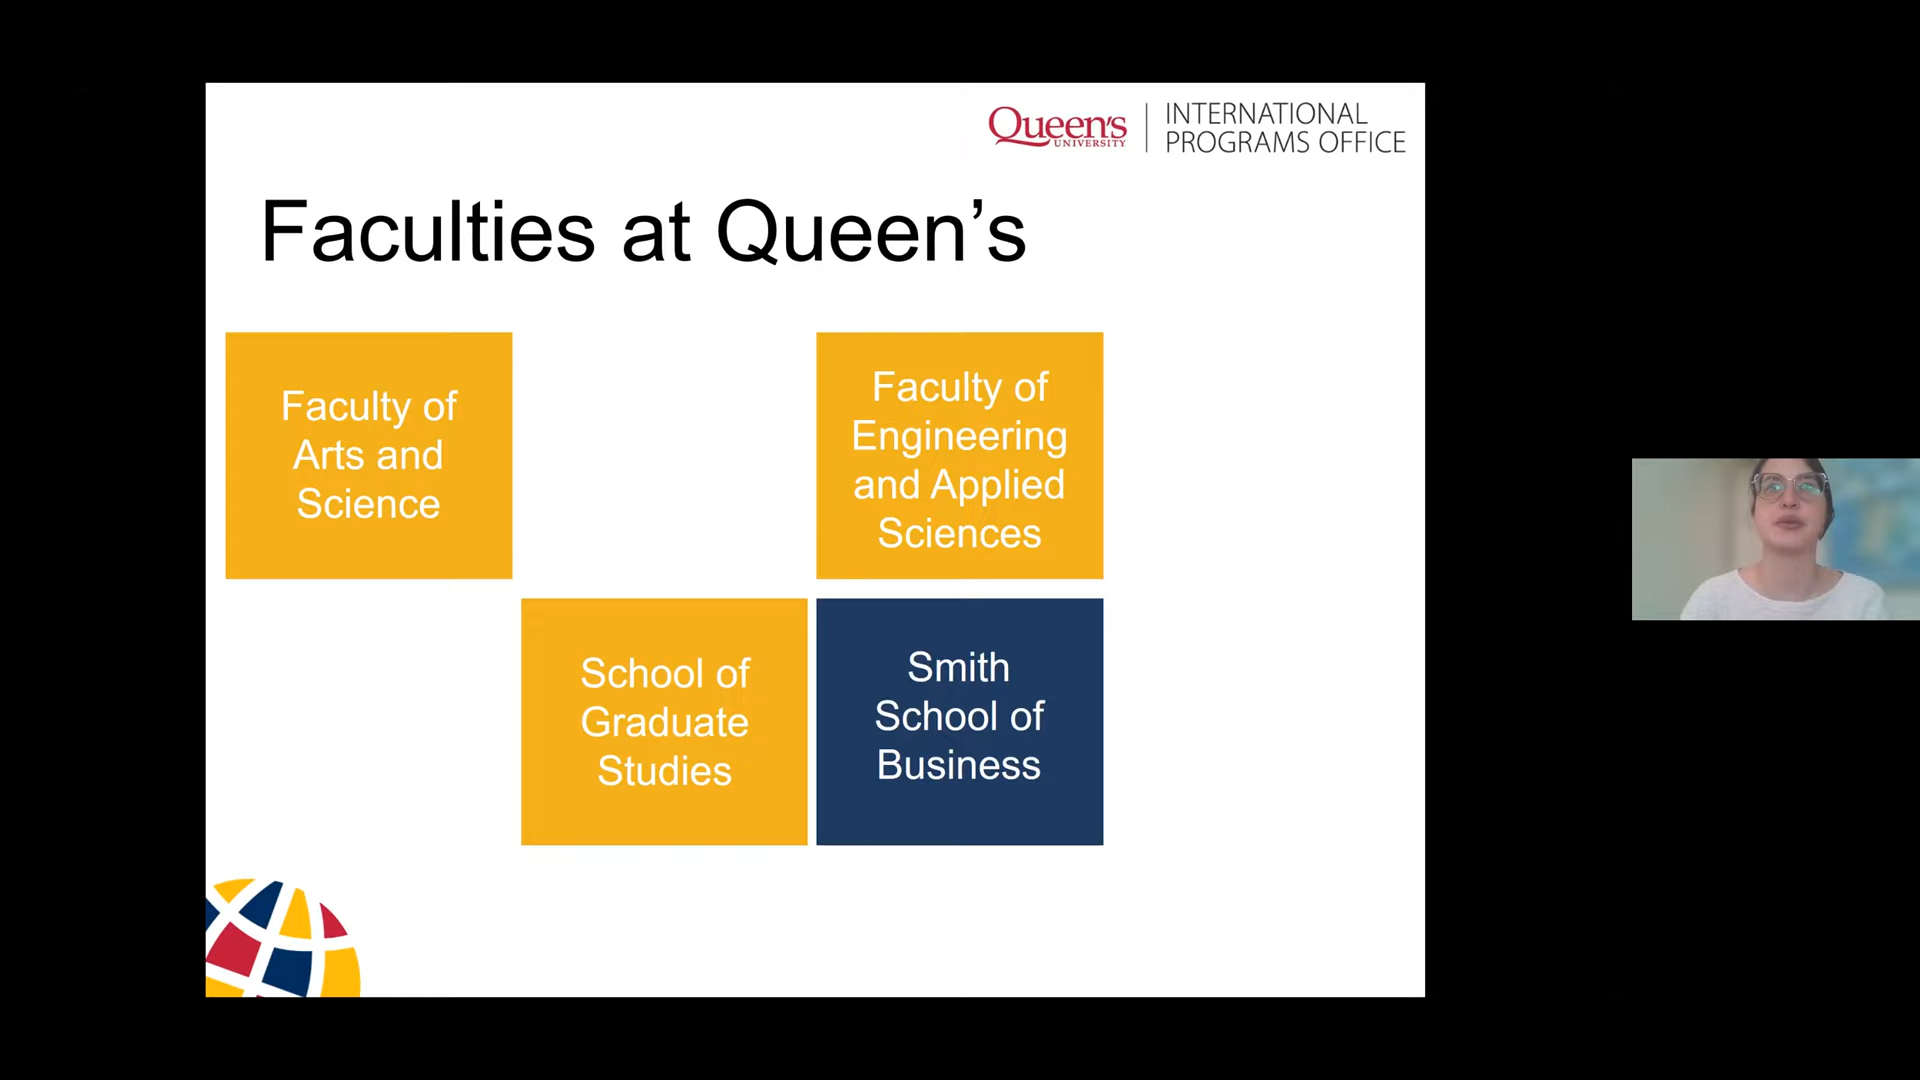 Queen's
UNIVERSITY
INTERNATIONAL
PROGRAMS OFFICE
Faculties at Queen’s
Faculty of
Arts and
Science
Faculty of
Engineering
and Applied
Sciences
School of
Graduate
Studies
Smith
School of
Business